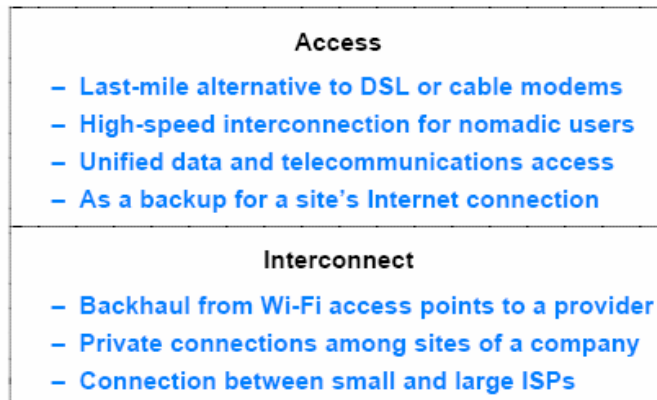 Access
– Last-mile alternative to DSL or cable modems
– High-speed interconnection for nomadic users
– Unified data and telecommunications access
– As a backup for a site's Internet connection
Interconnect
– Backhaul from Wi-Fi access points to a provider
– Private connections among sites of a company
– Connection between small and large ISPs